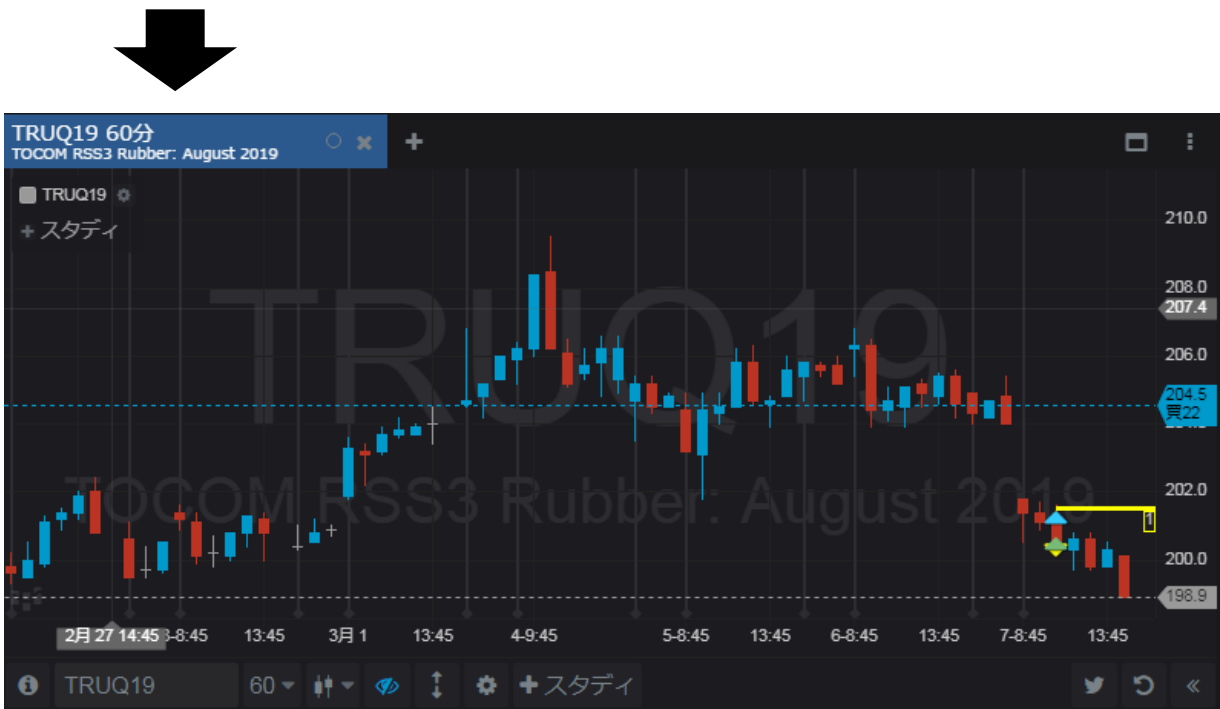 TRUQ19 60分
TOCOM RSS3 Rubber: August 2019
TRUQ19
スタディ
TRUQ19
TOCOM RSS3 Rubber: August 2019
210.0
208.0
207.4
206.0
204.5
買22
202.0
1
200.0
198.9
2月 27 14:45
8:45
13:45
3月 1
13:45
4-9:45
5-8:45
13:45
6-8:45
13:45
7-8:45
13:45
TRUQ19
60
スタディ